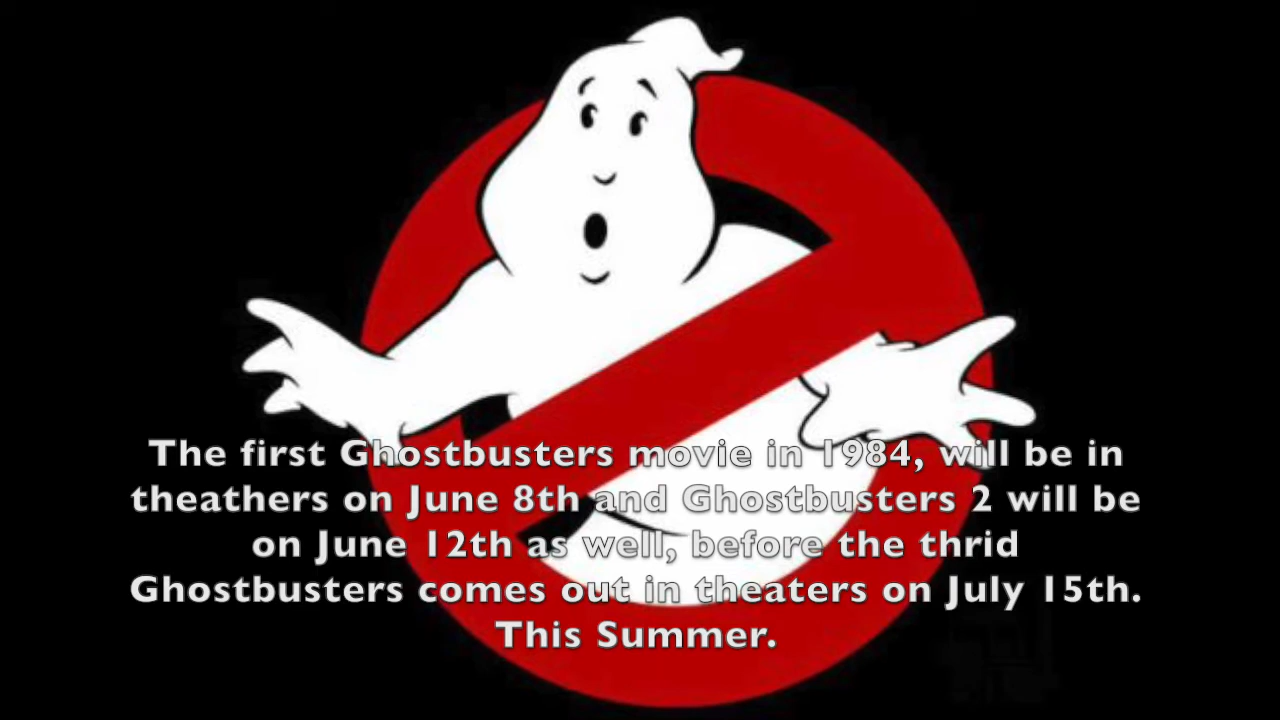 The first Ghostbusters movie in 1984, will be in
theathers on June 8th and Ghostbusters 2 will be
on June 12th as well, before the thrid
Ghostbusters comes out in theaters on July 15th.
This Summer.